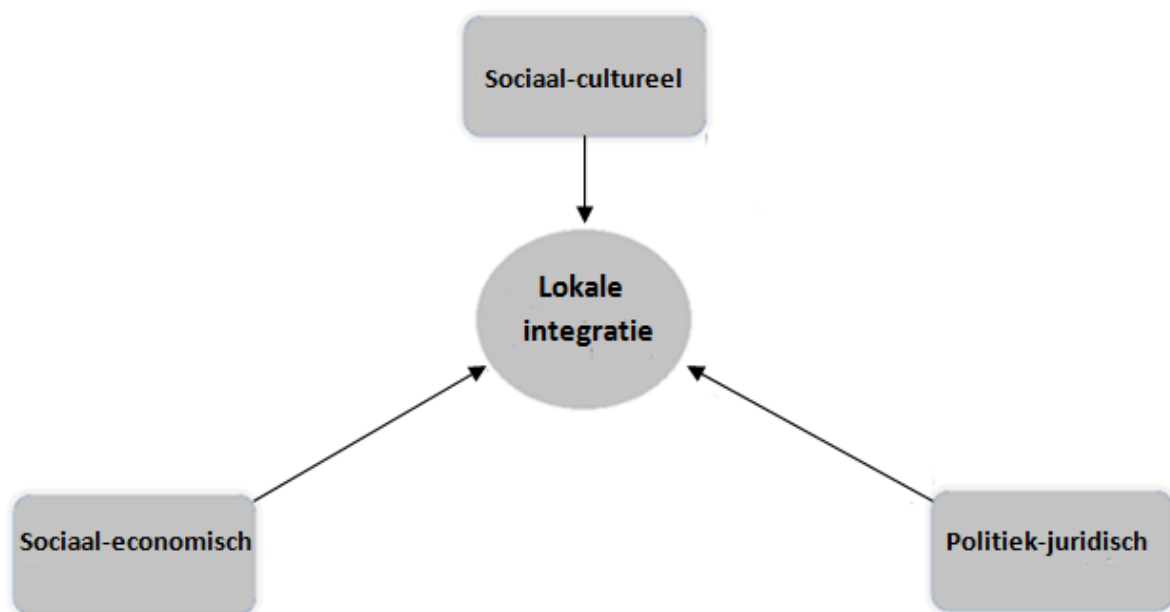 Sociaal-cultureel
Lokale
integratie
Sociaal-economisch
Politiek-juridisch